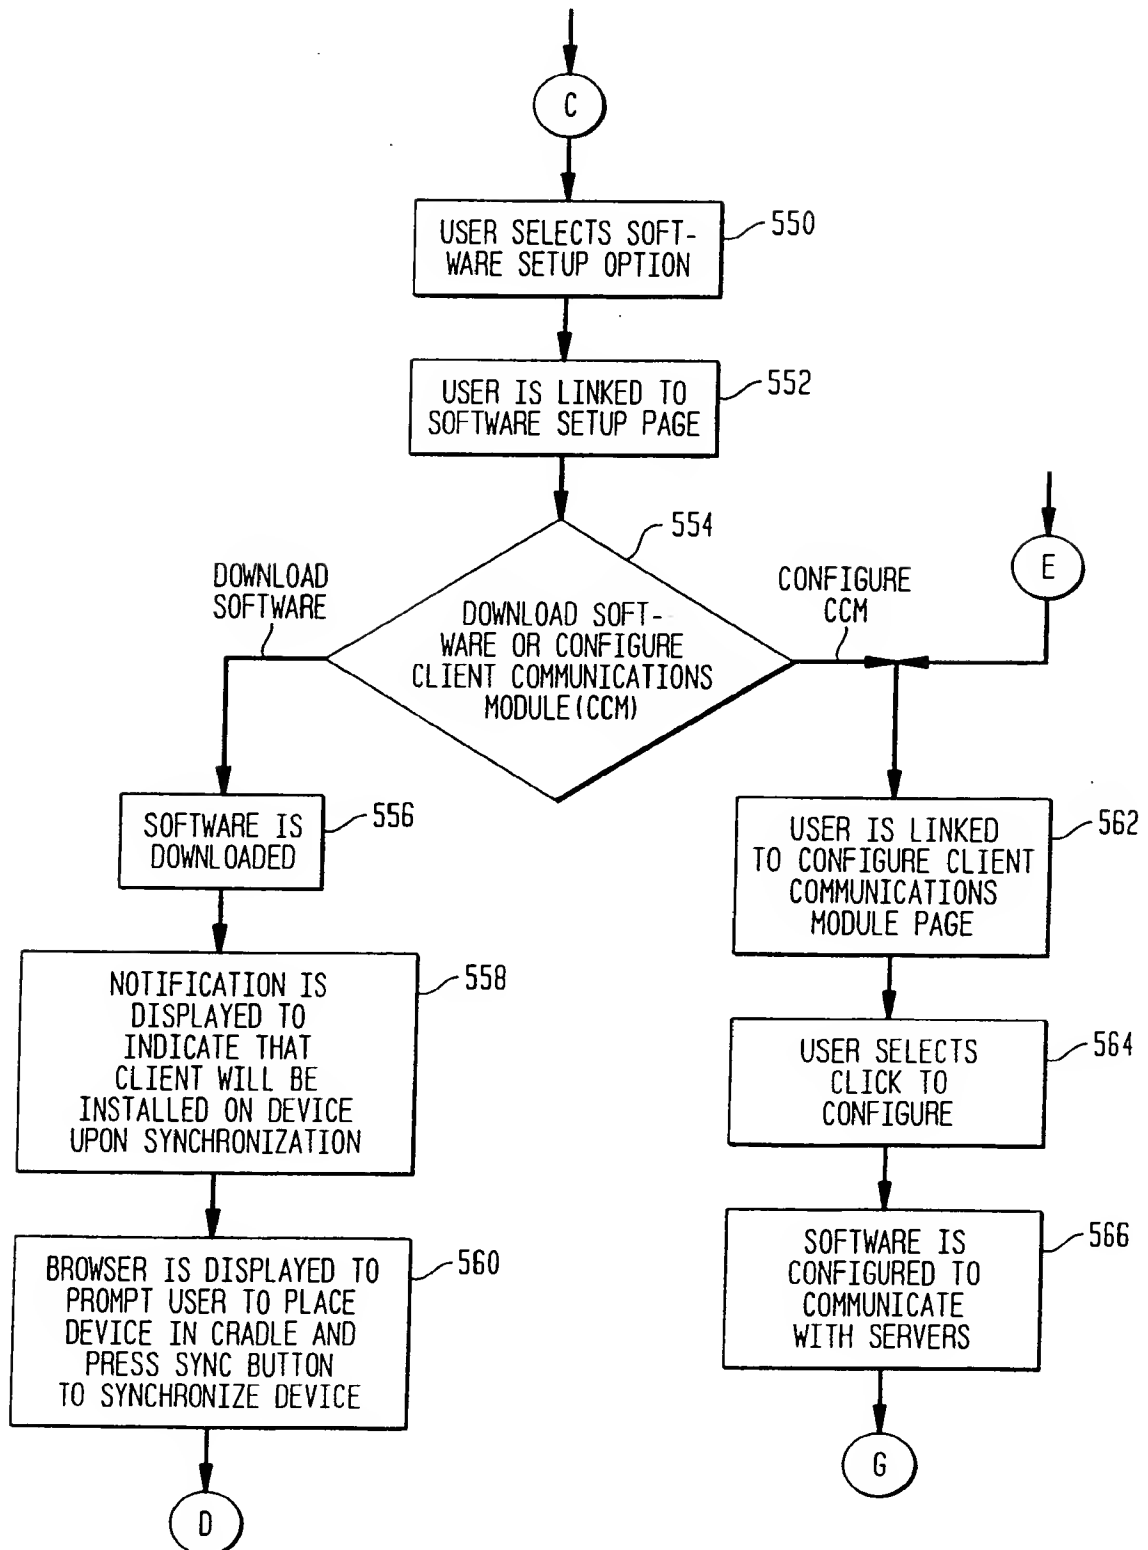 C
USER SELECTS SOFT-
WARE SETUP OPTION
550
USER IS LINKED TO
SOFTWARE SETUP PAGE
552
554
E
DOWNLOAD
SOFTWARE
CONFIGURE
CCM
DOWNLOAD SOFT-
WARE OR CONFIGURE
CLIENT COMMUNICATIONS
MODULE(CCM)
SOFTWARE IS
DOWNLOADED
556
NOTIFICATION IS
DISPLAYED TO
INDICATE THAT
CLIENT WILL BE
INSTALLED ON DEVICE
UPON SYNCHRONIZATION
558
BROWSER IS DISPLAYED TO
PROMPT USER TO PLACE
DEVICE IN CRADLE AND
PRESS SYNC BUTTON
TO SYNCHRONIZE DEVICE
560
D
USER IS LINKED
TO CONFIGURE CLIENT
COMMUNICATIONS
MODULE PAGE
562
USER SELECTS
CLICK TO
CONFIGURE
564
SOFTWARE IS
CONFIGURED TO
COMMUNICATE
WITH SERVERS
566
G